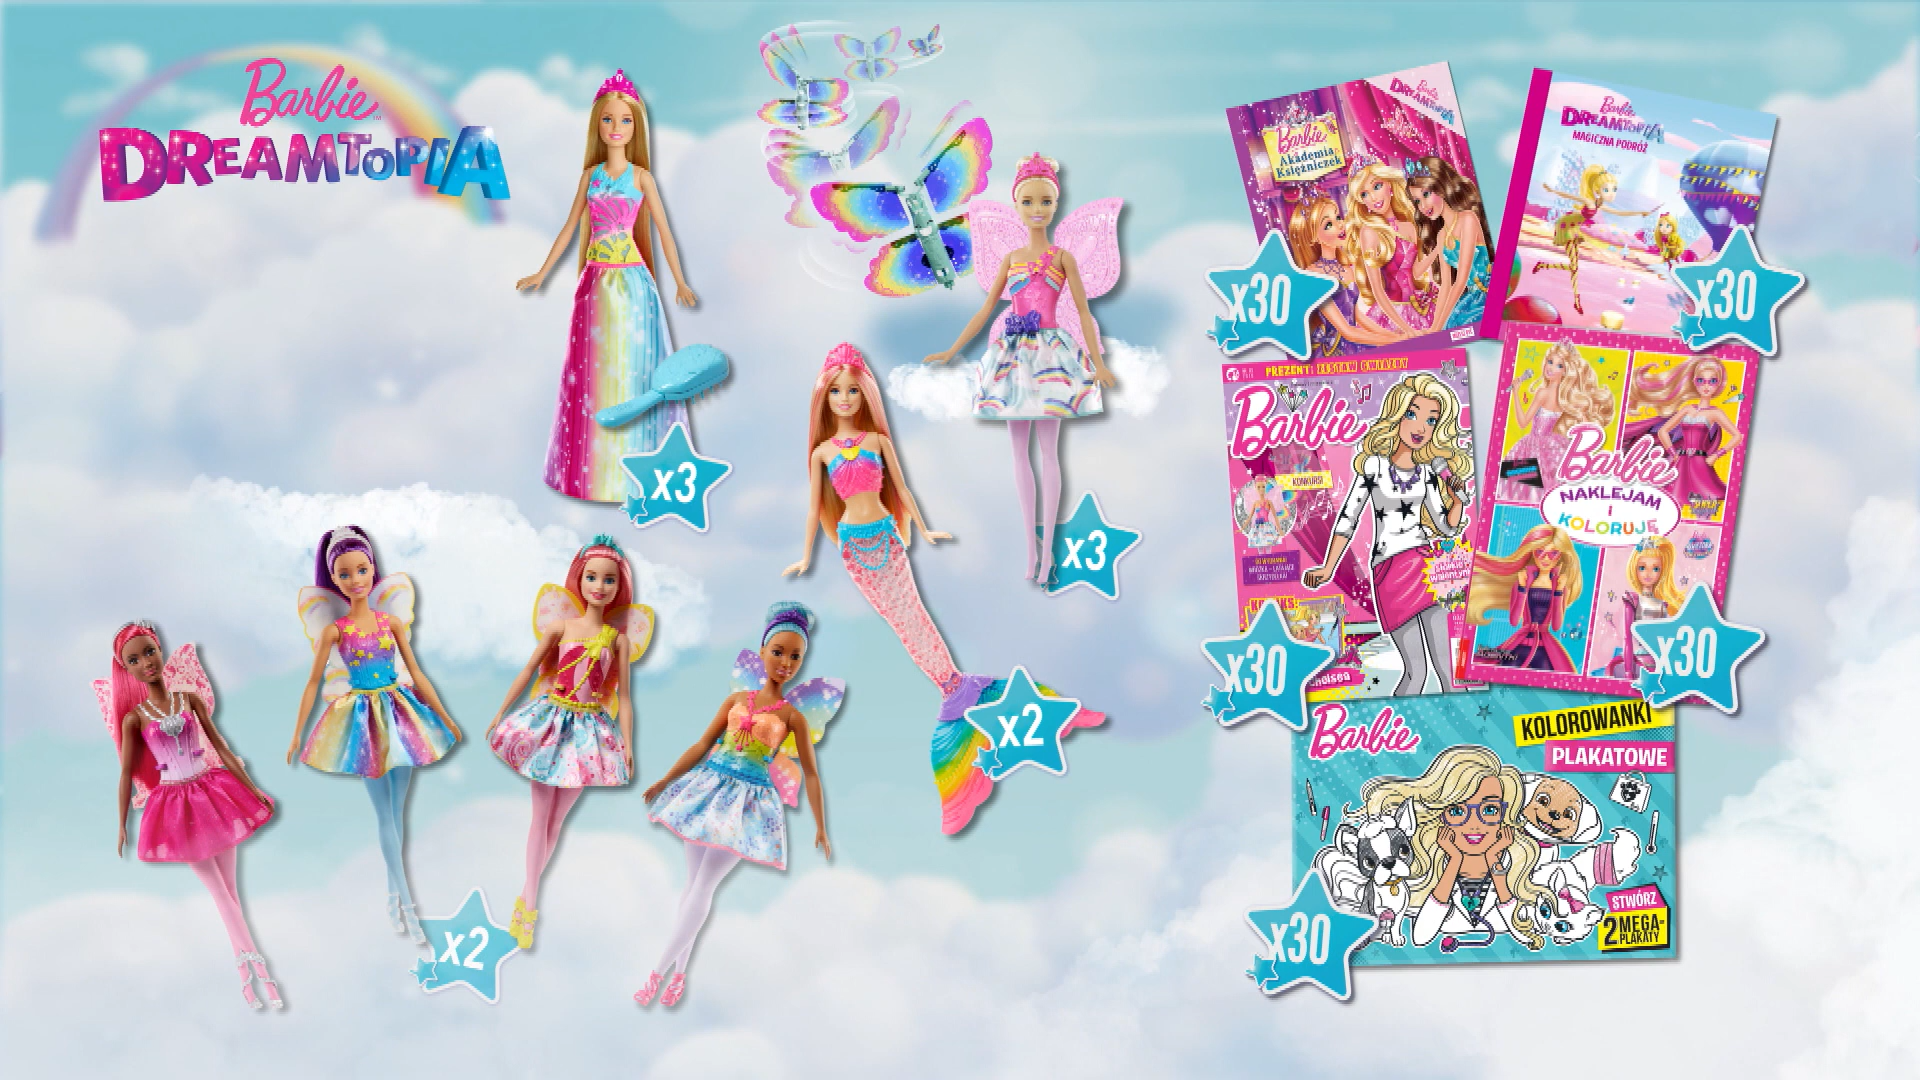 Barbie™
DREAMTOPIA
x3
x3
x2
x2
Barbie
DREAMTOPIA
Barbie
Akademia
Księżniczek
x30
Barbie
DREAMTOPIA
MAGICZNA PODRÓŻ
x30
PREZENT: ZESTAW GWIAZDY
Barbie
KONKURS!
x30
Barbie
NAKLEJAM
i
KOLORUJĘ
x30
Barbie
KOLOROWANKI
PLAKATOWE
STWÓRZ
2 MEGA-
PLAKATY
x30